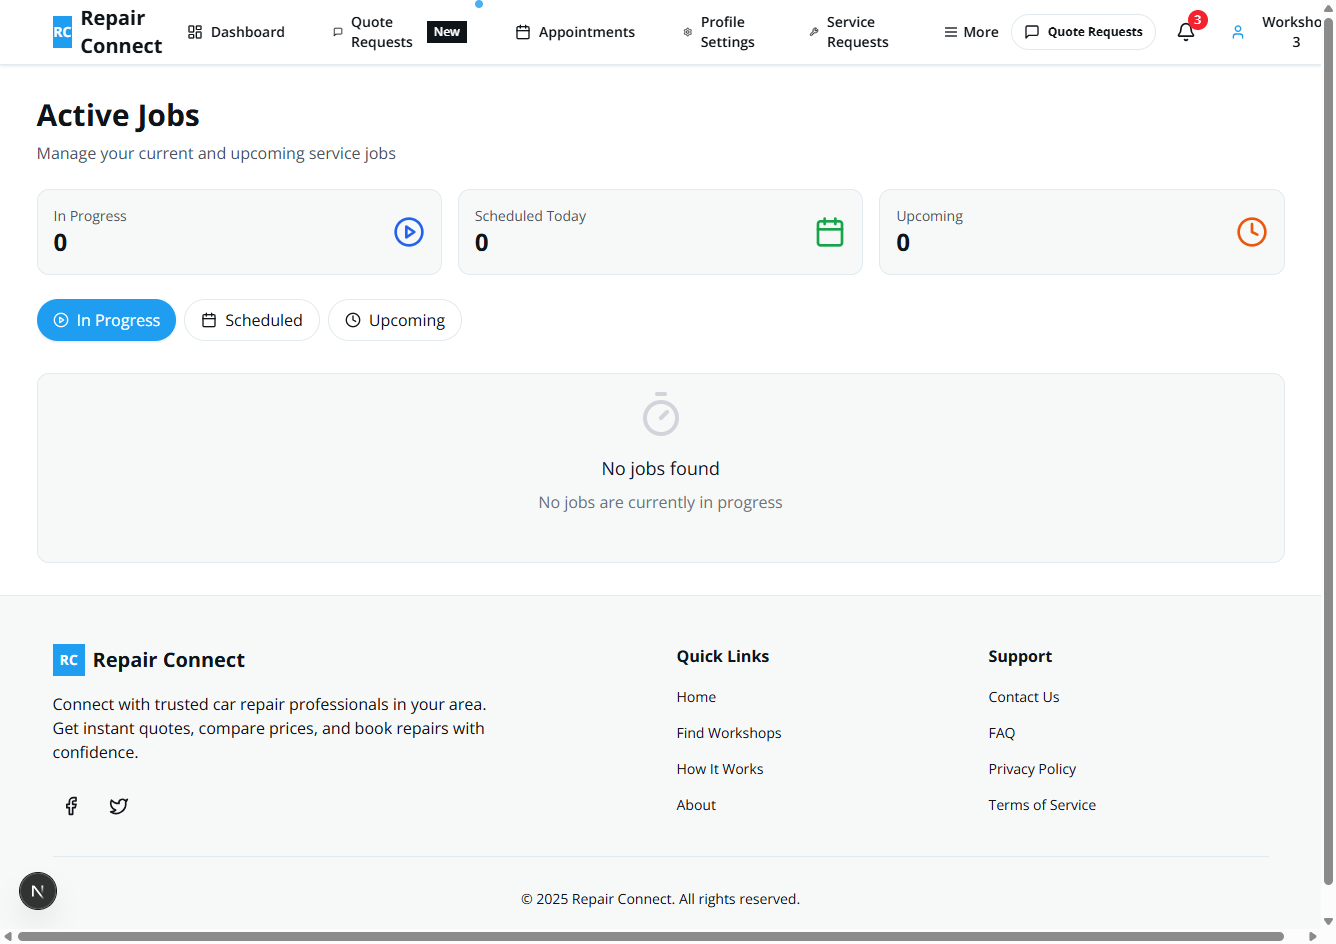 RC
Repair
Connect
Dashboard
Quote
Requests
New
Appointments
Profile
Settings
Service
Requests
More
Quote Requests
3
Worksho
3
Active Jobs
Manage your current and upcoming service jobs
In Progress
0
Scheduled Today
0
Upcoming
0
In Progress
Scheduled
Upcoming
No jobs found
No jobs are currently in progress
RC
Repair Connect
Connect with trusted car repair professionals in your area.
Get instant quotes, compare prices, and book repairs with
confidence.
Quick Links
Home
Find Workshops
How It Works
About
Support
Contact Us
FAQ
Privacy Policy
Terms of Service
N
© 2025 Repair Connect. All rights reserved.